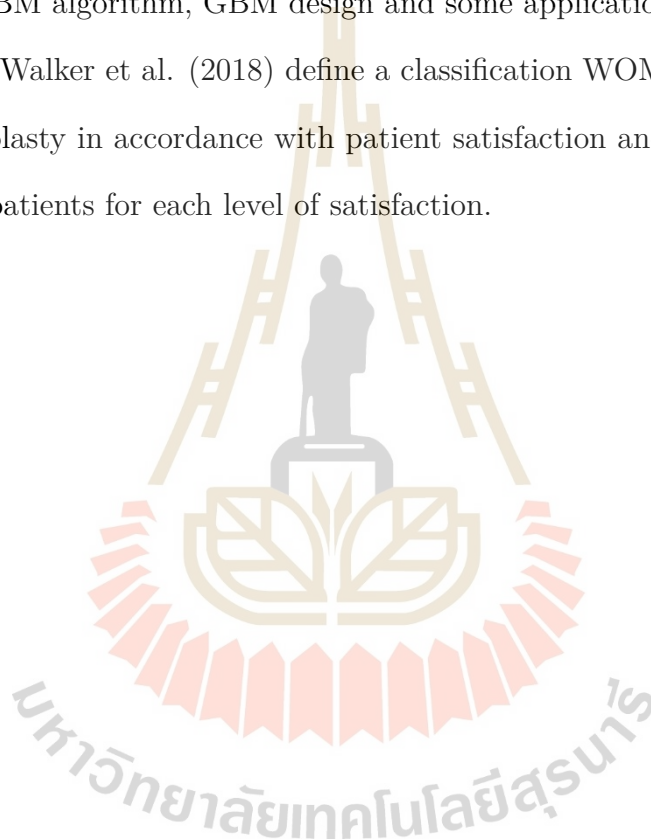 BM algorithm, GBM design and some application
Walker et al. (2018) define a classification WOM
plasty in accordance with patient satisfaction an
patients for each level of satisfaction.
มหาวิทยาลัยเทคโนโลยีสุรนารี